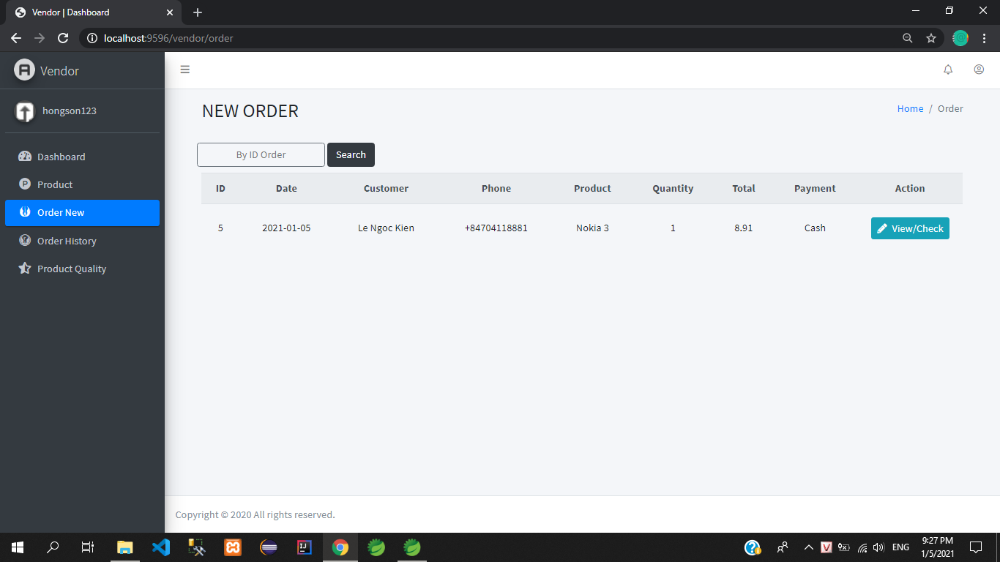 Vendor | Dashboard
localhost:9596/vendor/order
Vendor
hongson123
Dashboard
Product
Order New
Order History
Product Quality
NEW ORDER
Home / Order
By ID Order Search
ID Date Customer Phone Product Quantity Total Payment Action
5 2021-01-05 Le Ngoc Kien +84704118881 Nokia 3 1 8.91 Cash View/Check
Copyright © 2020 All rights reserved.
ENG
9:27 PM
1/5/2021